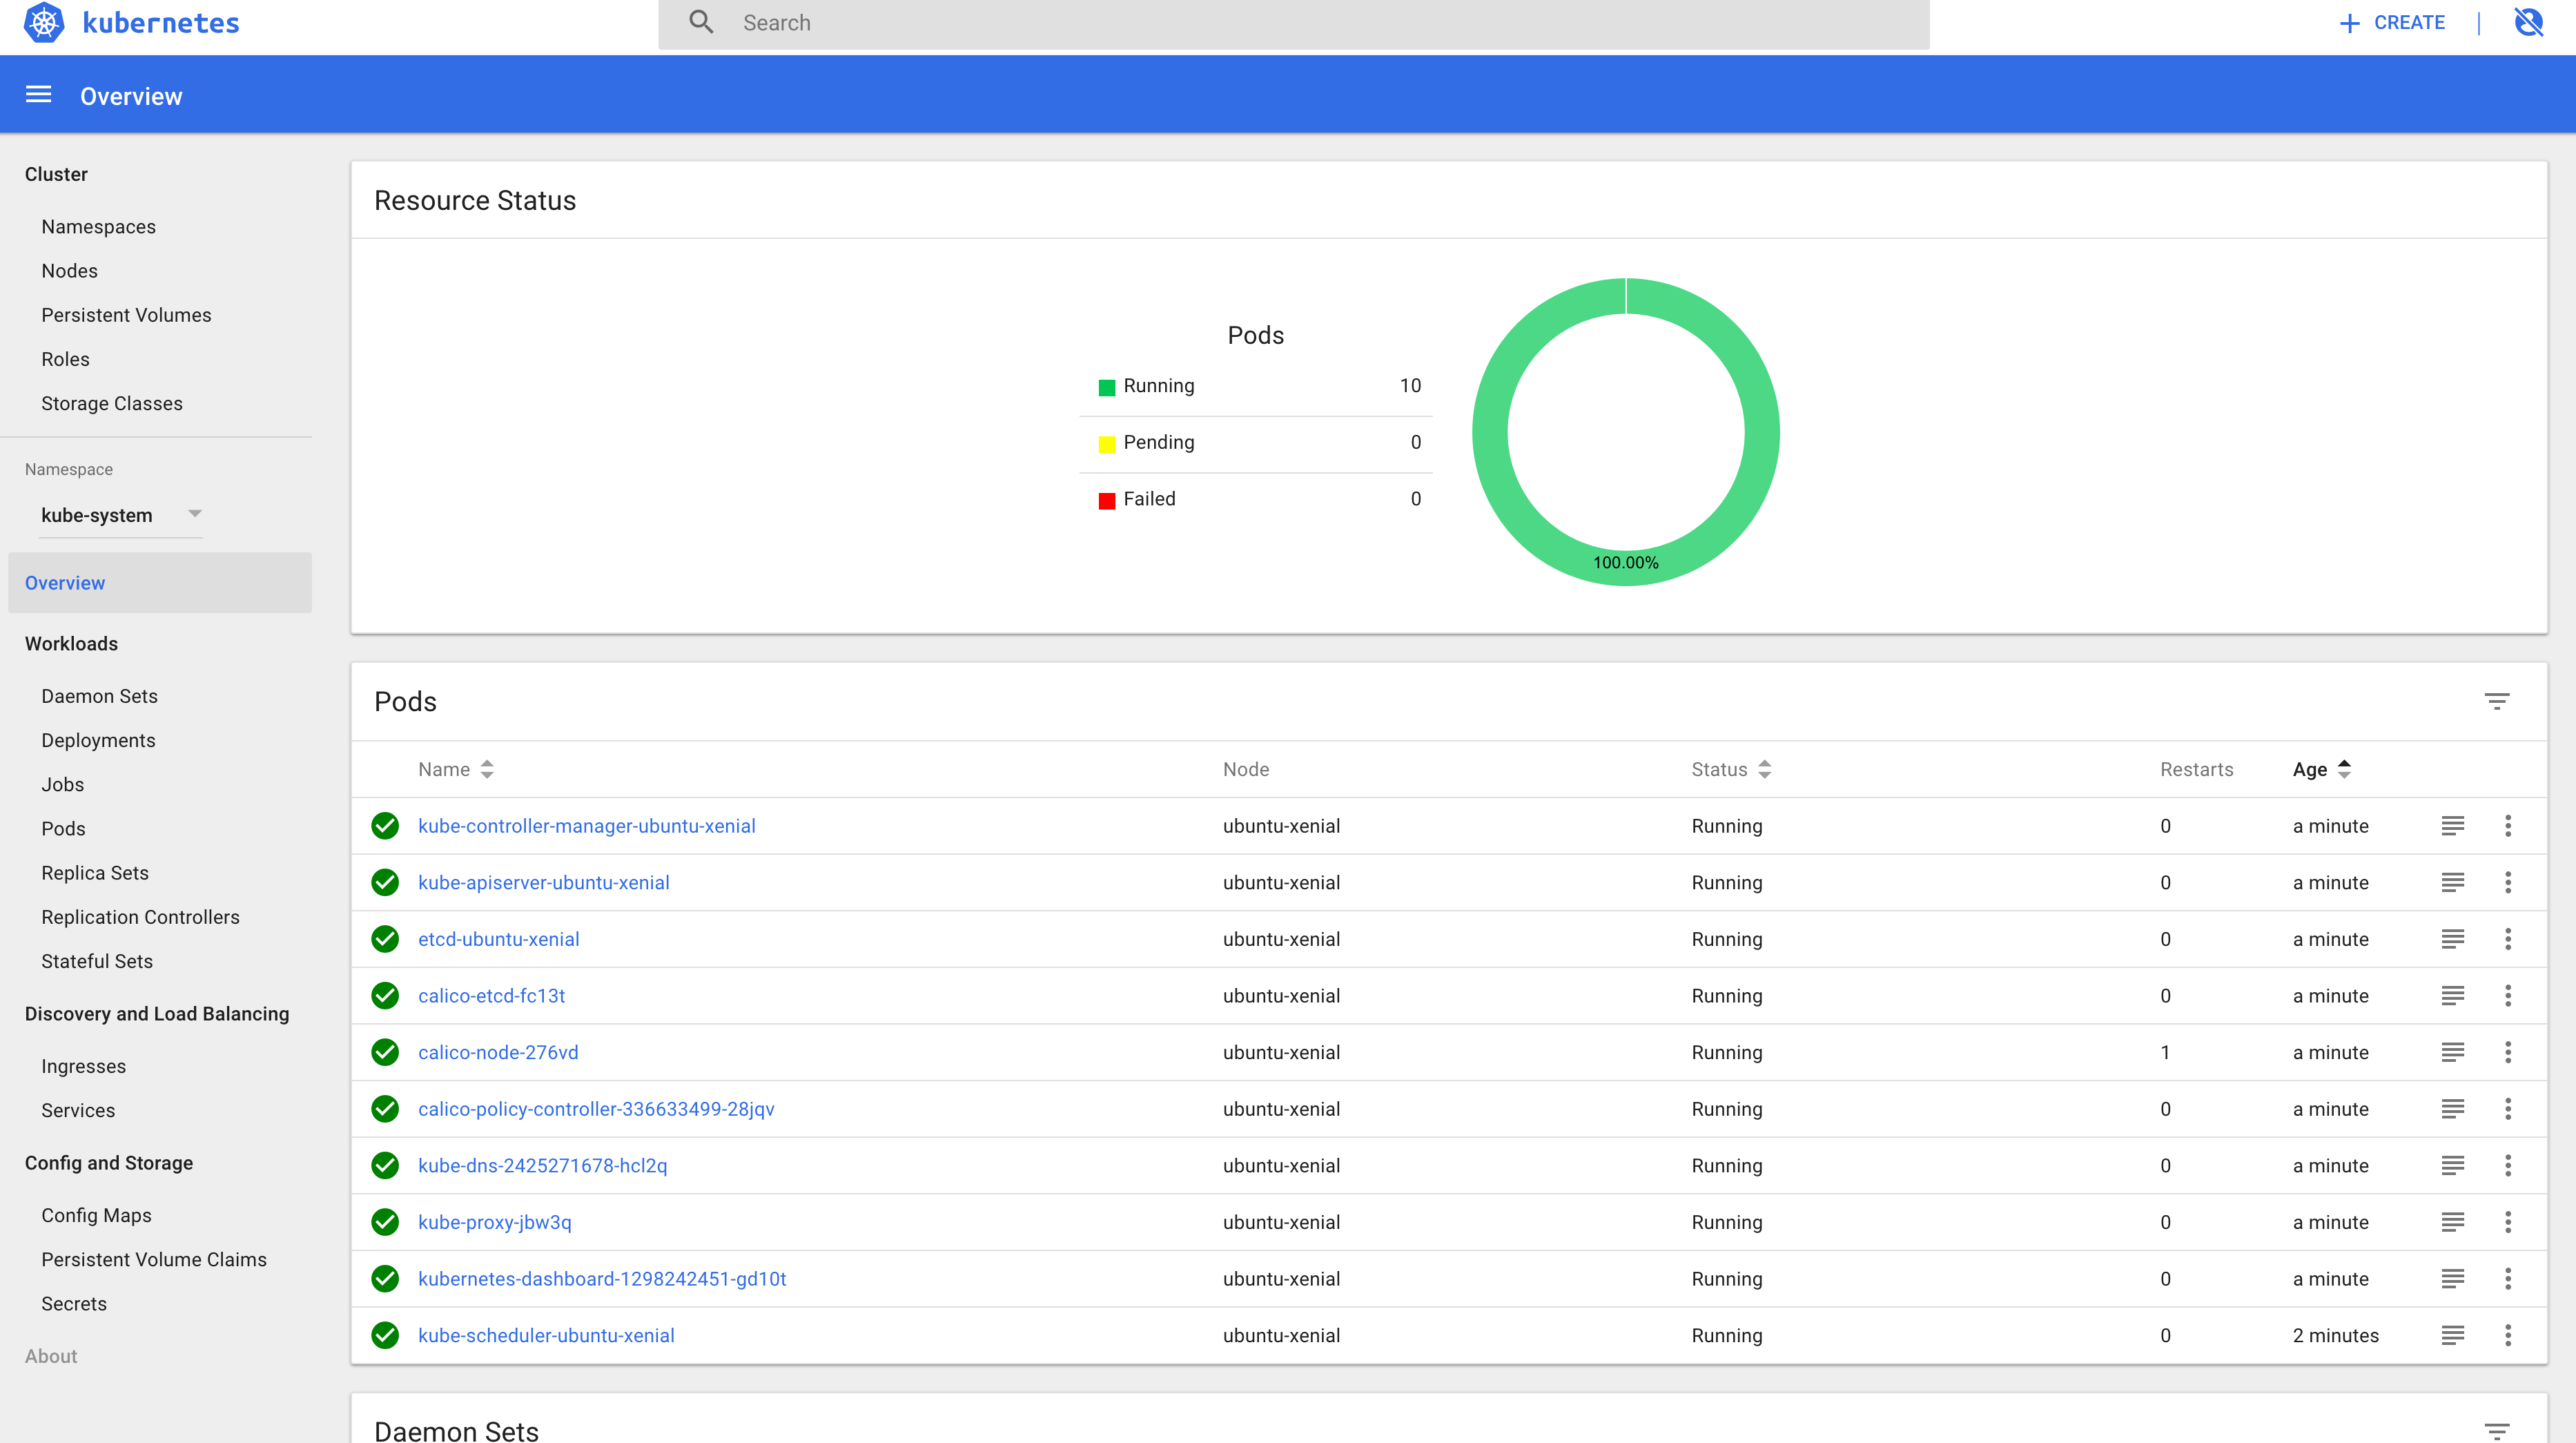 kubernetes
Search
CREATE
Overview
Cluster
Namespaces
Nodes
Persistent Volumes
Roles
Storage Classes
Namespace
kube-system
Overview
Workloads
Daemon Sets
Deployments
Jobs
Pods
Replica Sets
Replication Controllers
Stateful Sets
Discovery and Load Balancing
Ingresses
Services
Config and Storage
Config Maps
Persistent Volume Claims
Secrets
About
Resource Status
Pods
Running 10
Pending 0
Failed 0
100.00%
Pods
Name Node Status Restarts Age
kube-controller-manager-ubuntu-xenial ubuntu-xenial Running 0 a minute
kube-apiserver-ubuntu-xenial ubuntu-xenial Running 0 a minute
etcd-ubuntu-xenial ubuntu-xenial Running 0 a minute
calico-etcd-fc13t ubuntu-xenial Running 0 a minute
calico-node-276vd ubuntu-xenial Running 1 a minute
calico-policy-controller-336633499-28jqv ubuntu-xenial Running 0 a minute
kube-dns-2425271678-hcl2q ubuntu-xenial Running 0 a minute
kube-proxy-jbw3q ubuntu-xenial Running 0 a minute
kubernetes-dashboard-1298242451-gd10t ubuntu-xenial Running 0 a minute
kube-scheduler-ubuntu-xenial ubuntu-xenial Running 0 2 minutes
Daemon Sets